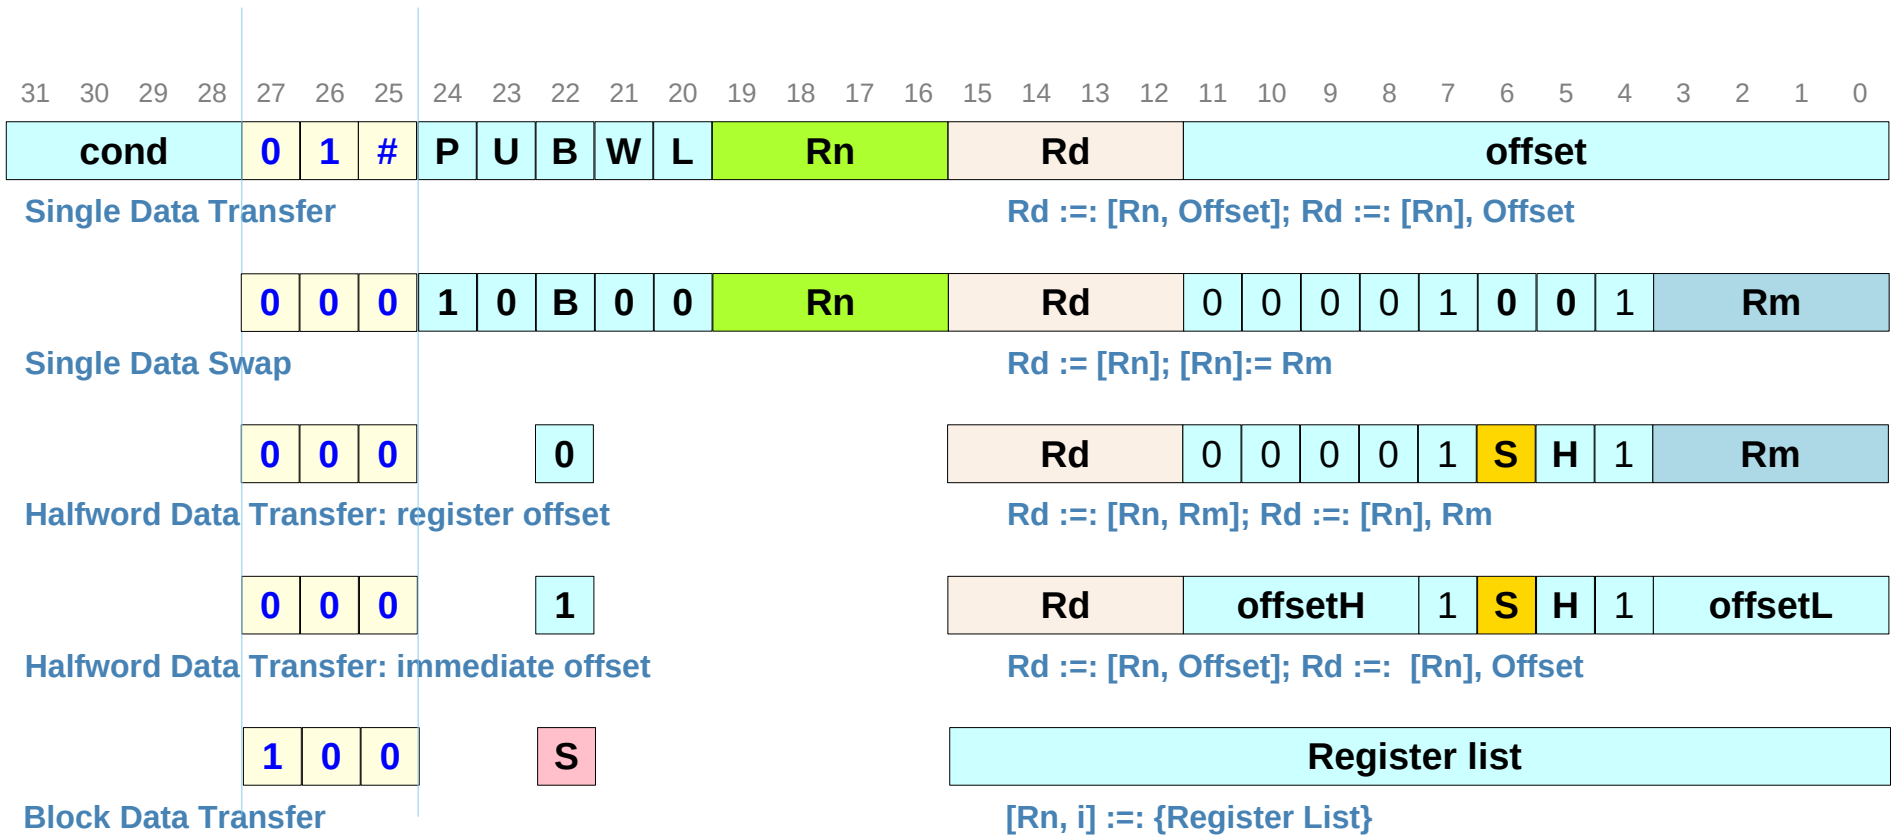 31 30 29 28 27 26 25 24 23 22 21 20 19 18 17 16 15 14 13 12 11 10 9 8 7 6 5 4 3 2 1 0
cond 0 1 # P U B W L Rn Rd offset
Single Data Transfer Rd :=: [Rn, Offset]; Rd :=: [Rn], Offset
0 0 0 1 0 B 0 0 Rn Rd 0 0 0 0 1 0 0 1 Rm
Single Data Swap Rd := [Rn]; [Rn]:= Rm
0 0 0 0 Rd 0 0 0 0 1 S H 1 Rm
Halfword Data Transfer: register offset Rd :=: [Rn, Rm]; Rd :=: [Rn], Rm
0 0 0 1 Rd offsetH 1 S H 1 offsetL
Halfword Data Transfer: immediate offset Rd :=: [Rn, Offset]; Rd :=: [Rn], Offset
1 0 0 S Register list
Block Data Transfer [Rn, i] :=: {Register List}